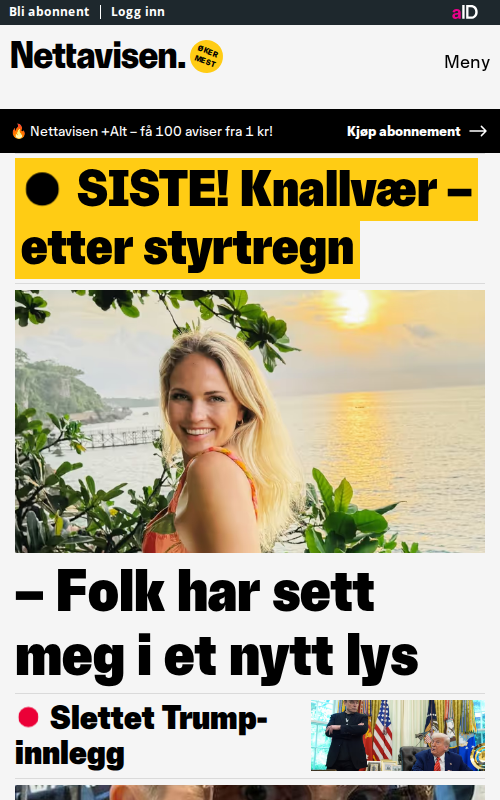 Bli abonnent | Logg inn
aID
Nettavisen.
ØKER
MEST
Meny
🔥 Nettavisen +Alt – få 100 aviser fra 1 kr!
Kjøp abonnement →
SISTE! Knallvær –
etter styrtregn
– Folk har sett
meg i et nytt lys
Slettet Trump-
innlegg